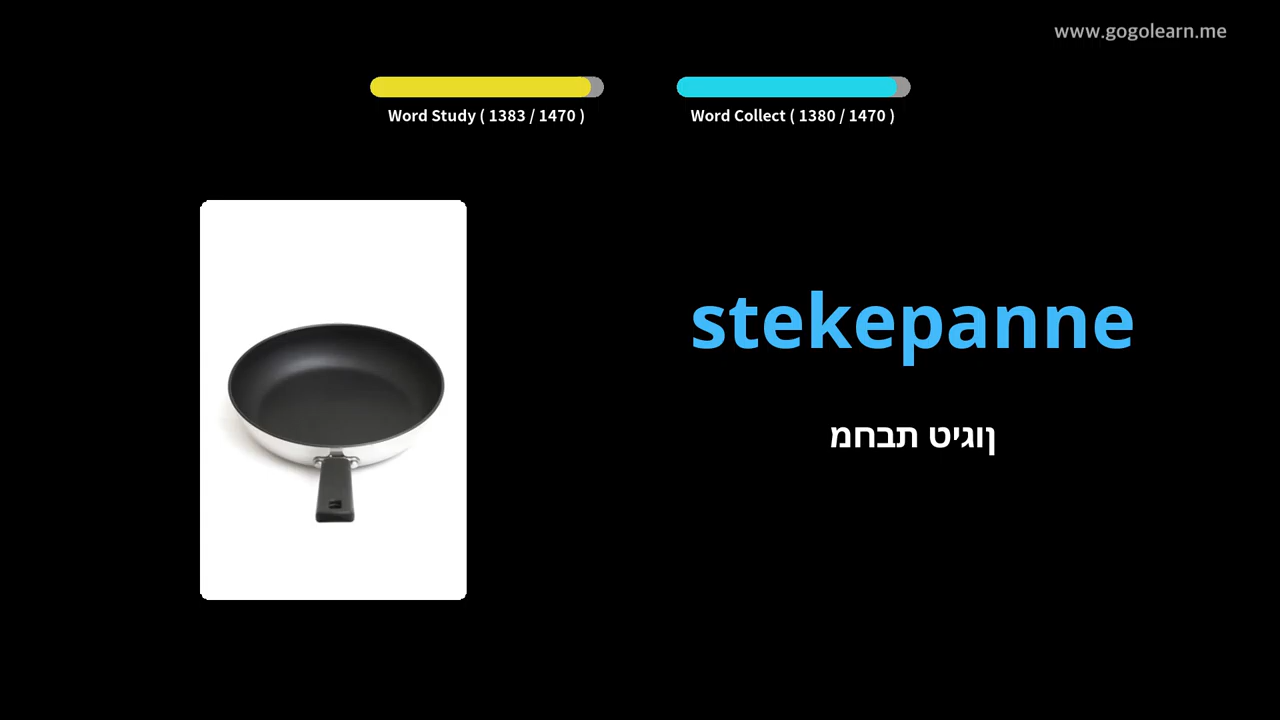 www.gogolearn.me
Word Study ( 1383 / 1470 )
Word Collect ( 1380 / 1470 )
stekepanne
מחבת טיגון